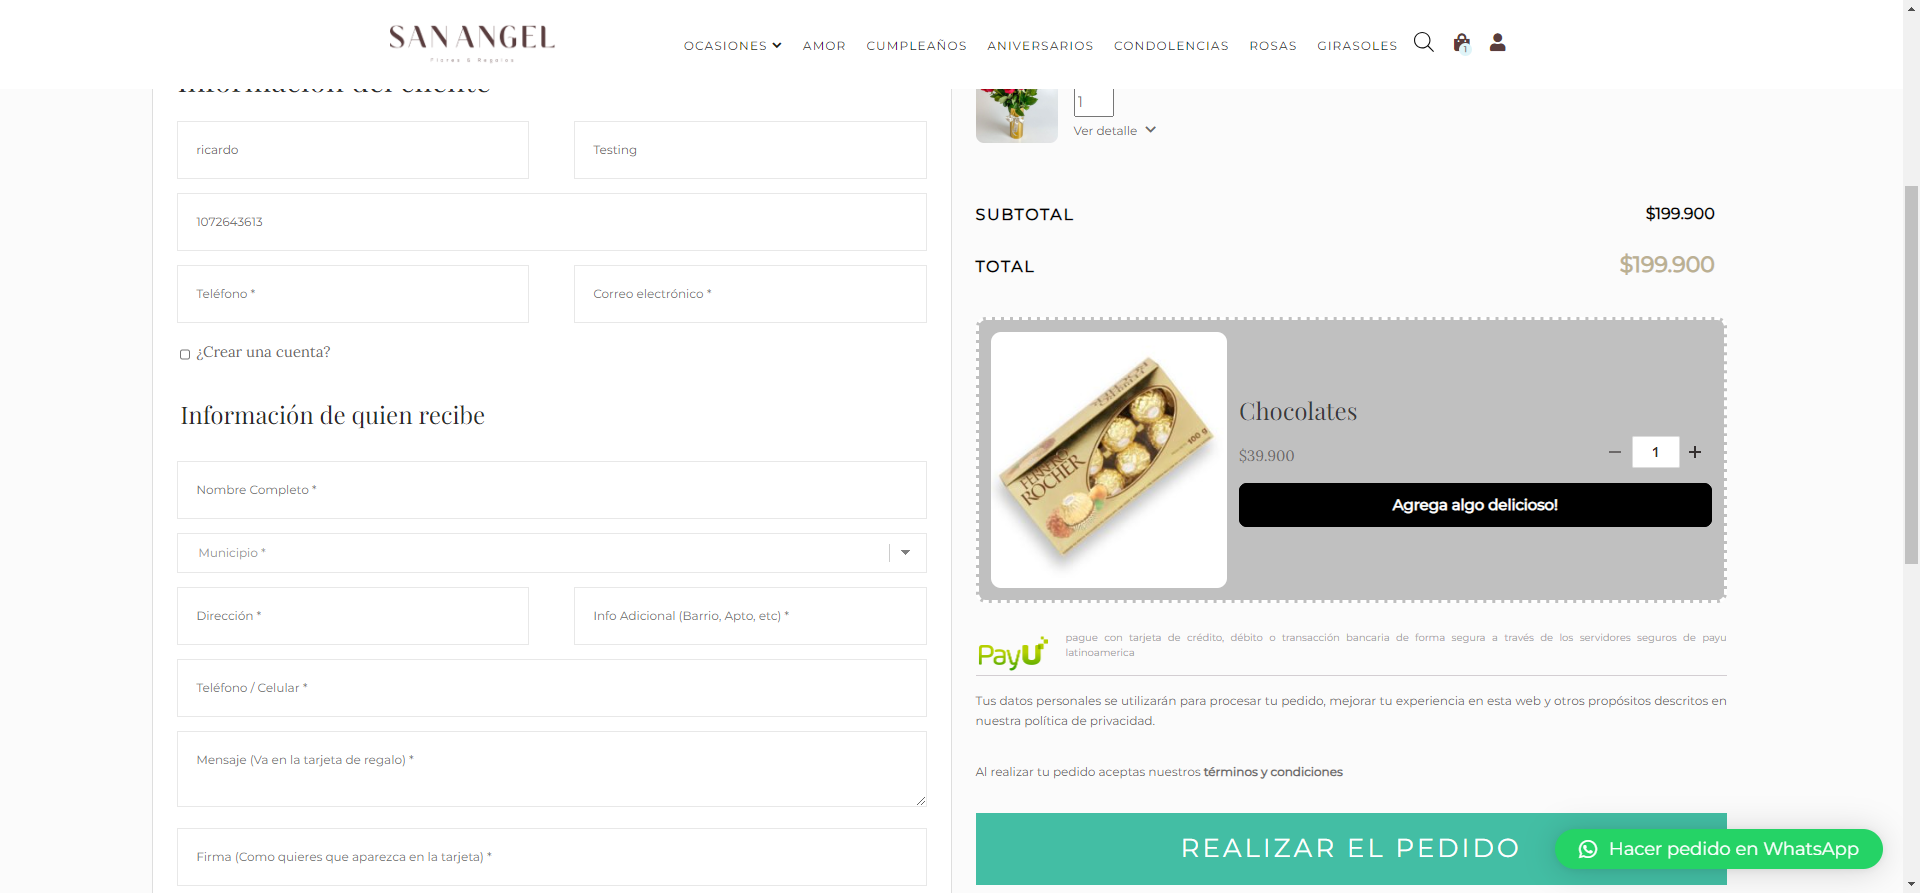 SAN ANGEL
Flores & Regalos
OCASIONES
AMOR
CUMPLEAÑOS
ANIVERSARIOS
CONDOLENCIAS
ROSAS
GIRASOLES
1
Información del cliente
ricardo
Testing
1072643613
Teléfono *
Correo electrónico *
¿Crear una cuenta?
Información de quien recibe
Nombre Completo *
Municipio *
Dirección *
Info Adicional (Barrio, Apto, etc) *
Teléfono / Celular *
Mensaje (Va en la tarjeta de regalo) *
Firma (Como quieres que aparezca en la tarjeta) *
1
Ver detalle
SUBTOTAL
$199.900
TOTAL
$199.900
FERRERO
ROCHER
100 g
Chocolates
$39.900
1
Agrega algo delicioso!
PayU
pague con tarjeta de crédito, débito o transacción bancaria de forma segura a través de los servidores seguros de payu
latinoamerica
Tus datos personales se utilizarán para procesar tu pedido, mejorar tu experiencia en esta web y otros propósitos descritos en
nuestra política de privacidad.
Al realizar tu pedido aceptas nuestros términos y condiciones
REALIZAR EL PEDIDO
Hacer pedido en WhatsApp